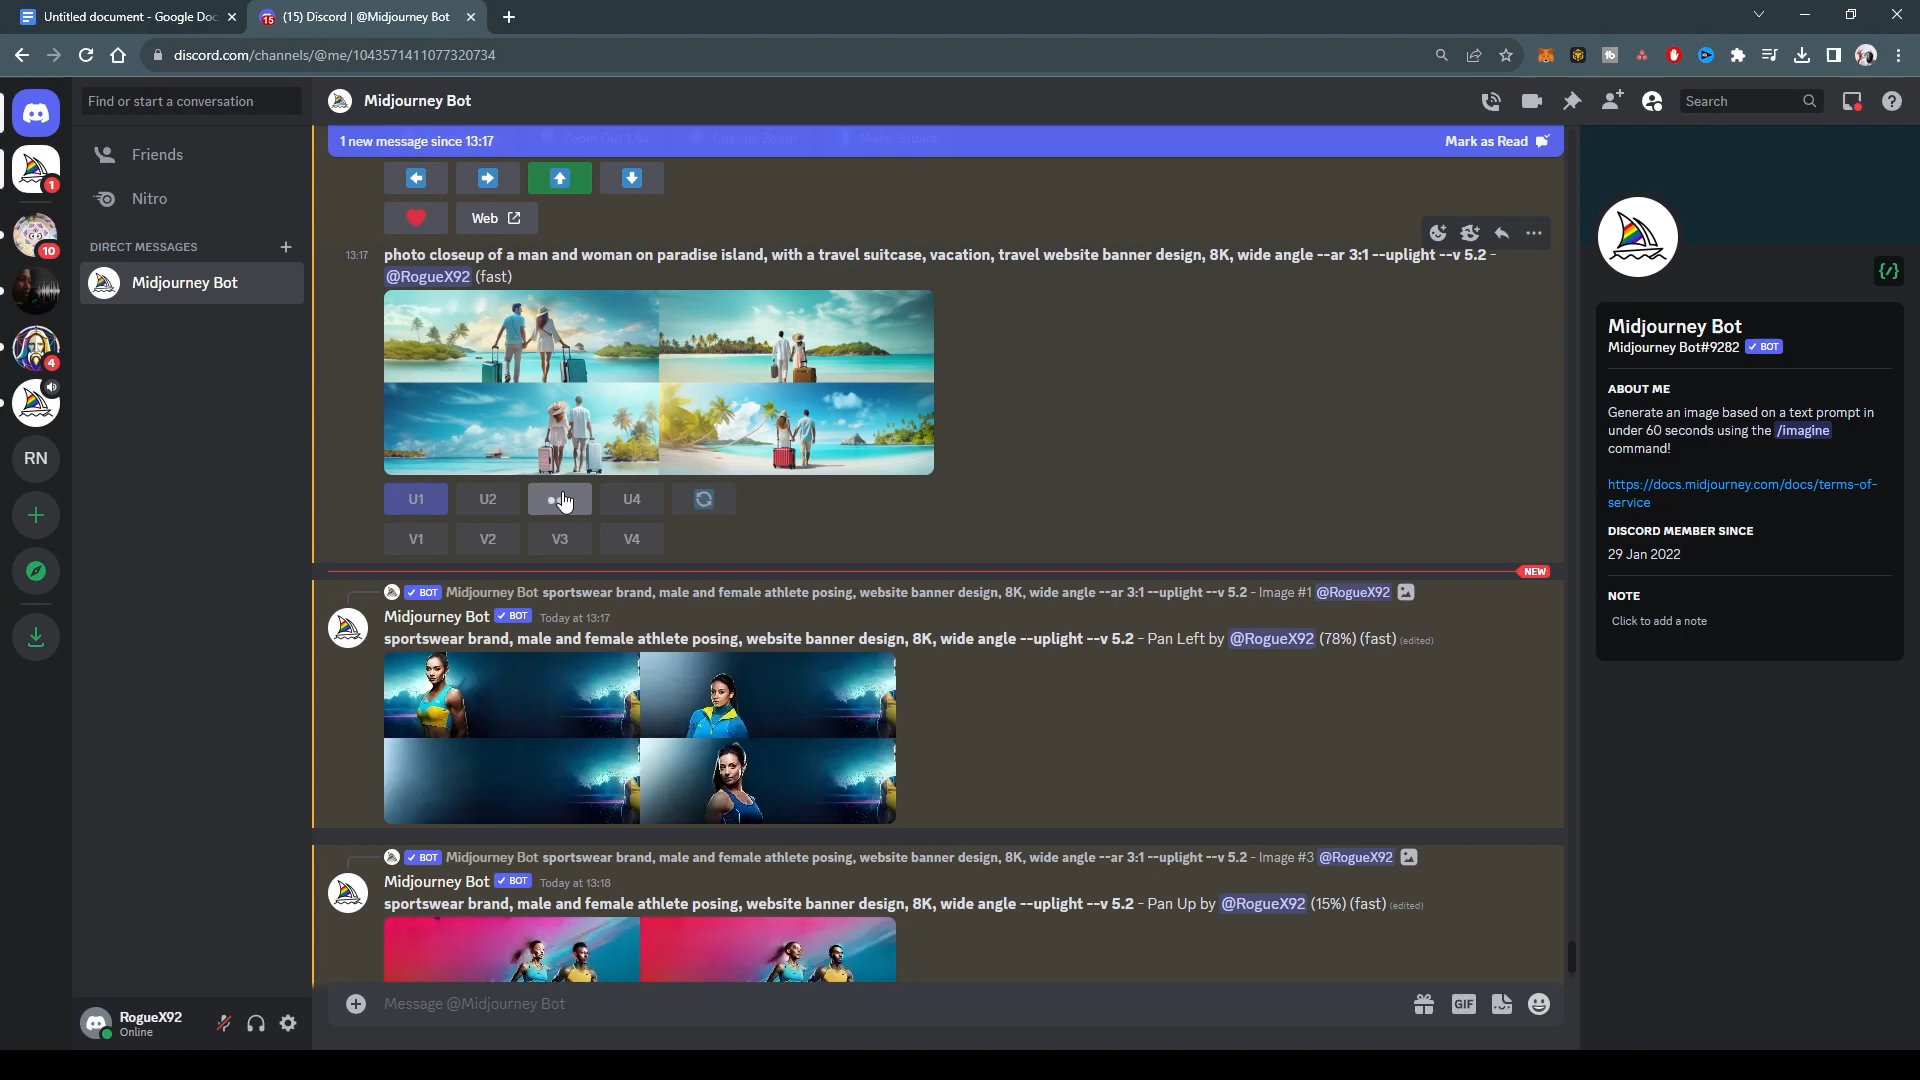 Untitled document - Google Doc
(15) Discord | @Midjourney Bot
discord.com/channels/@me/1043571411077320734
Find or start a conversation
Midjourney Bot
Search
1 new message since 13:17
Mark as Read
Zoom Out 1.5x
Custom Zoom
Make Square
Friends
Nitro
DIRECT MESSAGES
Midjourney Bot
1
10
4
RN
Web
13:17
photo closeup of a man and woman on paradise island, with a travel suitcase, vacation, travel website banner design, 8K, wide angle --ar 3:1 --uplight --v 5.2 -
@RogueX92 (fast)
U1
U2
U4
V1
V2
V3
V4
NEW
BOT Midjourney Bot sportswear brand, male and female athlete posing, website banner design, 8K, wide angle --ar 3:1 --uplight --v 5.2 - Image #1 @RogueX92
Midjourney Bot BOT Today at 13:17
sportswear brand, male and female athlete posing, website banner design, 8K, wide angle --uplight --v 5.2 - Pan Left by @RogueX92 (78%) (fast) (edited)
BOT Midjourney Bot sportswear brand, male and female athlete posing, website banner design, 8K, wide angle --ar 3:1 --uplight --v 5.2 - Image #3 @RogueX92
Midjourney Bot BOT Today at 13:18
sportswear brand, male and female athlete posing, website banner design, 8K, wide angle --uplight --v 5.2 - Pan Up by @RogueX92 (15%) (fast) (edited)
Message @Midjourney Bot
GIF
RogueX92
Online
Midjourney Bot
Midjourney Bot#9282 BOT
ABOUT ME
Generate an image based on a text prompt in
under 60 seconds using the /imagine
command!
https://docs.midjourney.com/docs/terms-of-
service
DISCORD MEMBER SINCE
29 Jan 2022
NOTE
Click to add a note